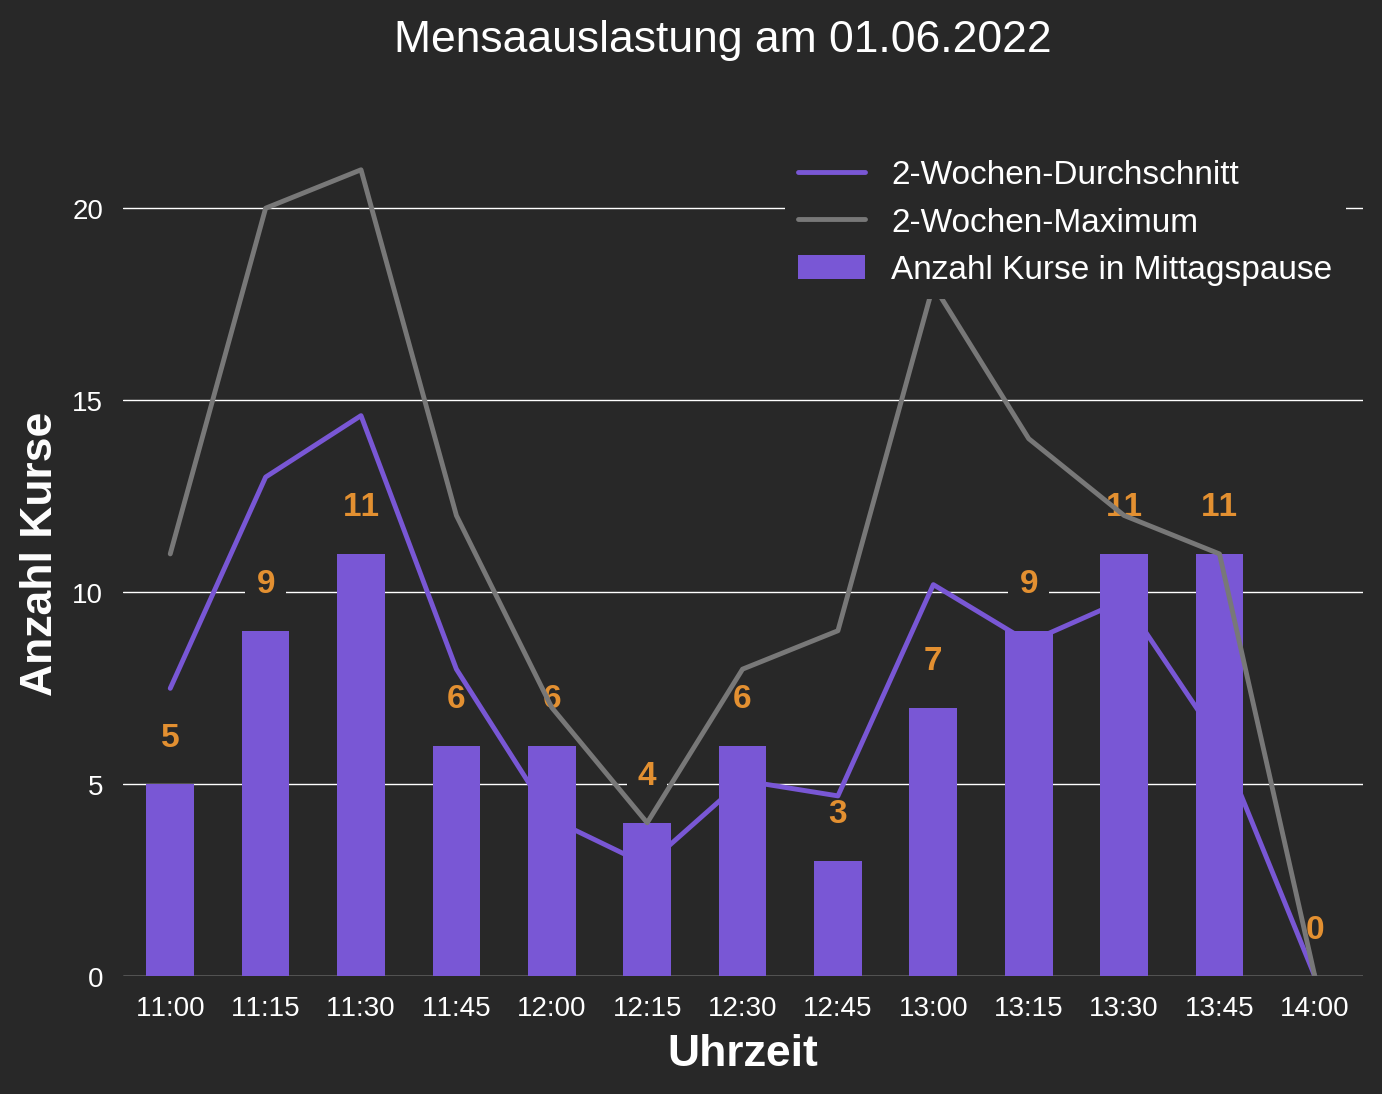 Mensaauslastung am 01.06.2022
2-Wochen-Durchschnitt
2-Wochen-Maximum
Anzahl Kurse in Mittagspause
Anzahl Kurse
20
15
10
5
0
5
9
11
6
6
4
6
3
7
9
11
11
0
11:00 11:15 11:30 11:45 12:00 12:15 12:30 12:45 13:00 13:15 13:30 13:45 14:00
Uhrzeit